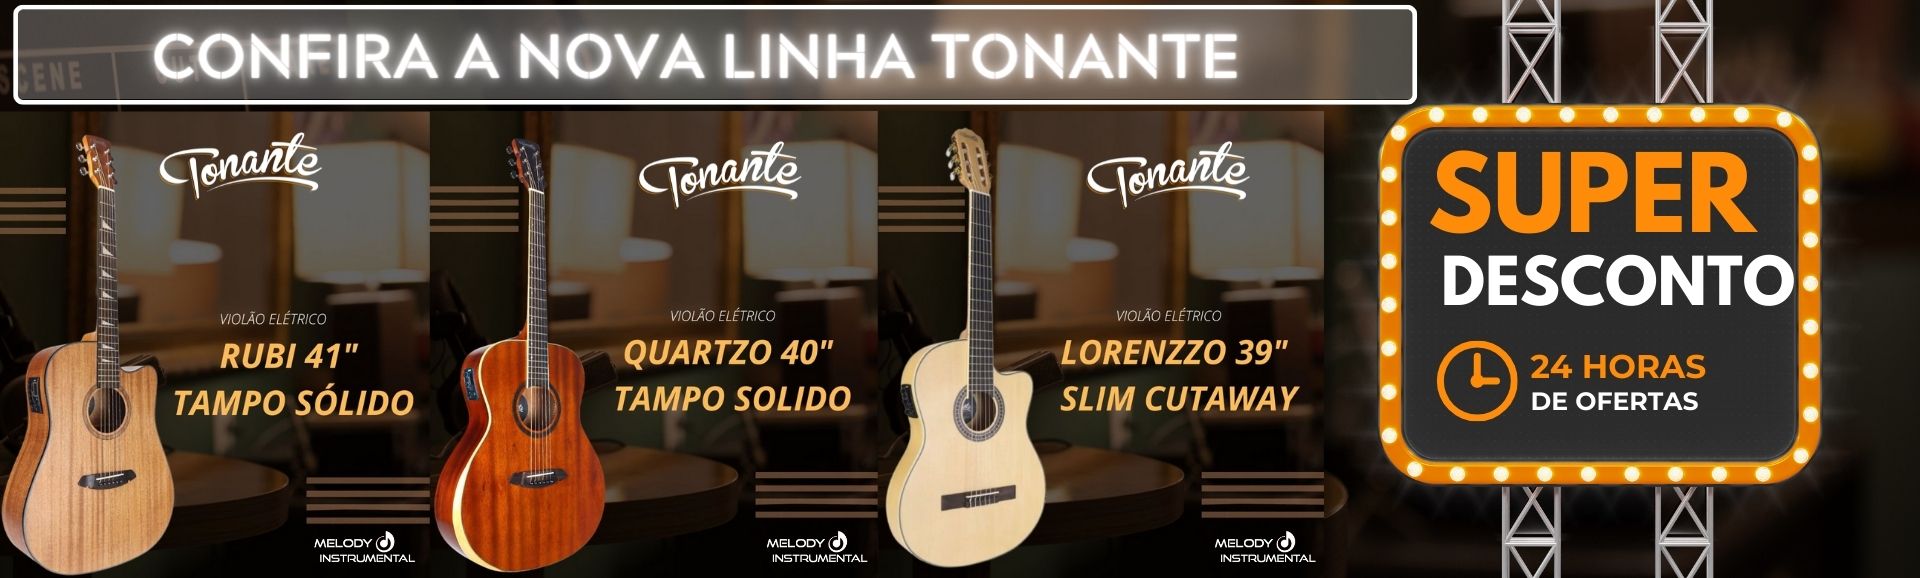 CONFIRA A NOVA LINHA TONANTE
SCENE
Tonante
VIOLÃO ELÉTRICO
RUBI 41"
TAMPO SÓLIDO
MELODY
INSTRUMENTAL
Tonante
VIOLÃO ELÉTRICO
QUARTZO 40"
TAMPO SOLIDO
MELODY
INSTRUMENTAL
Tonante
VIOLÃO ELÉTRICO
LORENZZO 39"
SLIM CUTAWAY
MELODY
INSTRUMENTAL
SUPER
DESCONTO
24 HORAS
DE OFERTAS